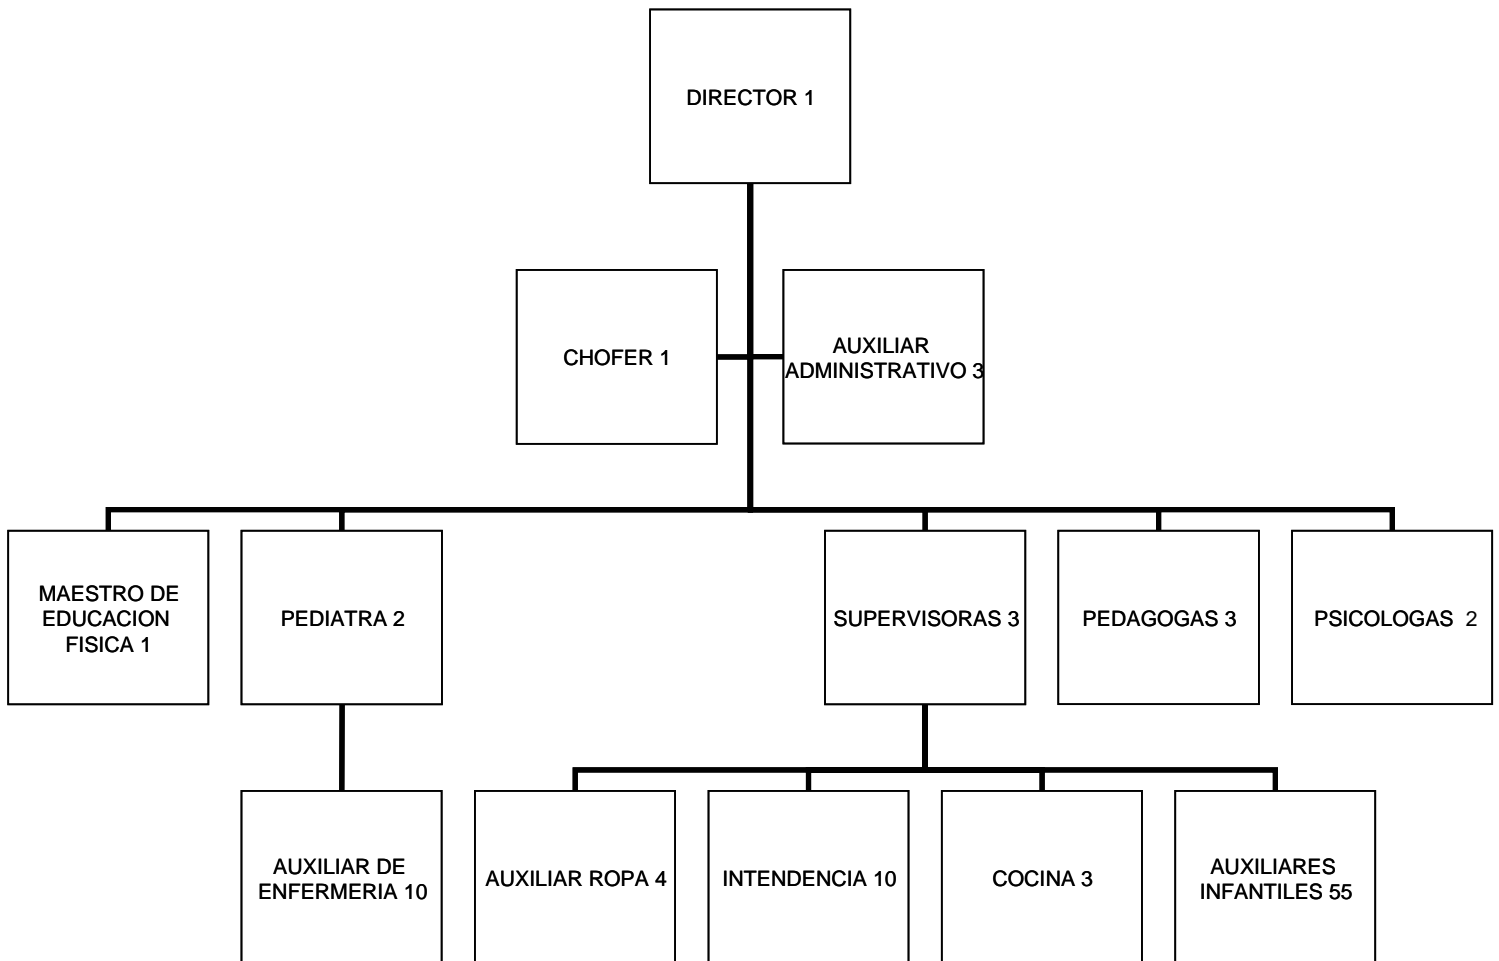 DIRECTOR 1
CHOFER 1
AUXILIAR
ADMINISTRATIVO 3
MAESTRO DE
EDUCACION
FISICA 1
PEDIATRA 2
SUPERVISORAS 3
PEDAGOGAS 3
PSICOLOGAS 2
AUXILIAR DE
ENFERMERIA 10
AUXILIAR ROPA 4
INTENDENCIA 10
COCINA 3
AUXILIARES
INFANTILES 55